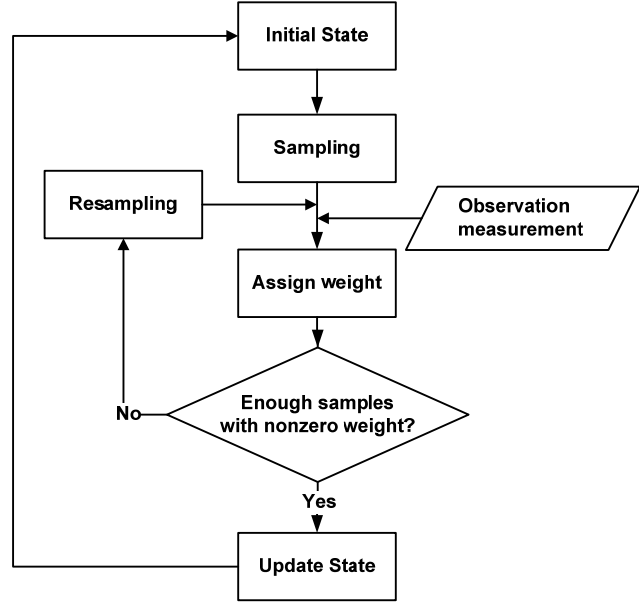 Initial State
Sampling
Resampling
Observation
measurement
Assign weight
Enough samples
with nonzero weight?
No
Yes
Update State